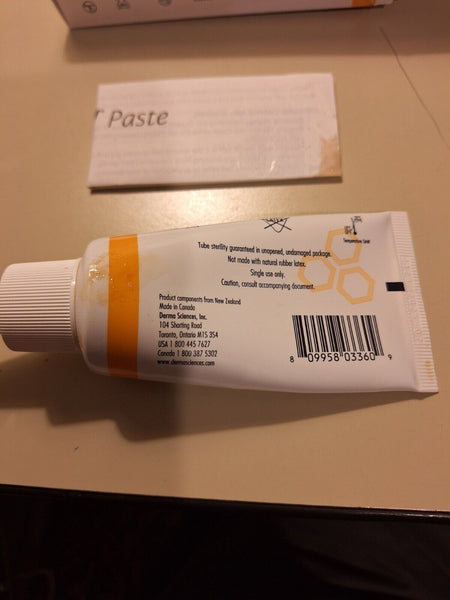 Paste
Temperature Limit
Tube sterility guaranteed in unopened, undamaged package.
Not made with natural rubber latex.
Single use only.
Caution, consult accompanying document.
Product components from New Zealand
Made in Canada
Derma Sciences, Inc.
104 Shorting Road
Toronto, Ontario M1S 3S4
USA 1 800 445 7627
Canada 1 800 387 5302
www.dermasciences.com
8 09958 03360 9